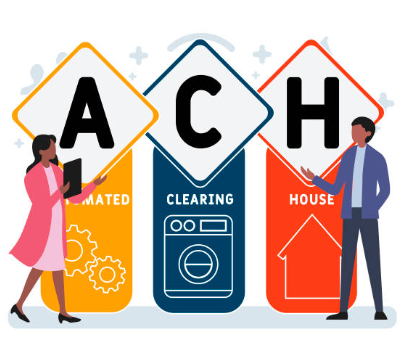 A C H
MATED CLEARING HOUSE